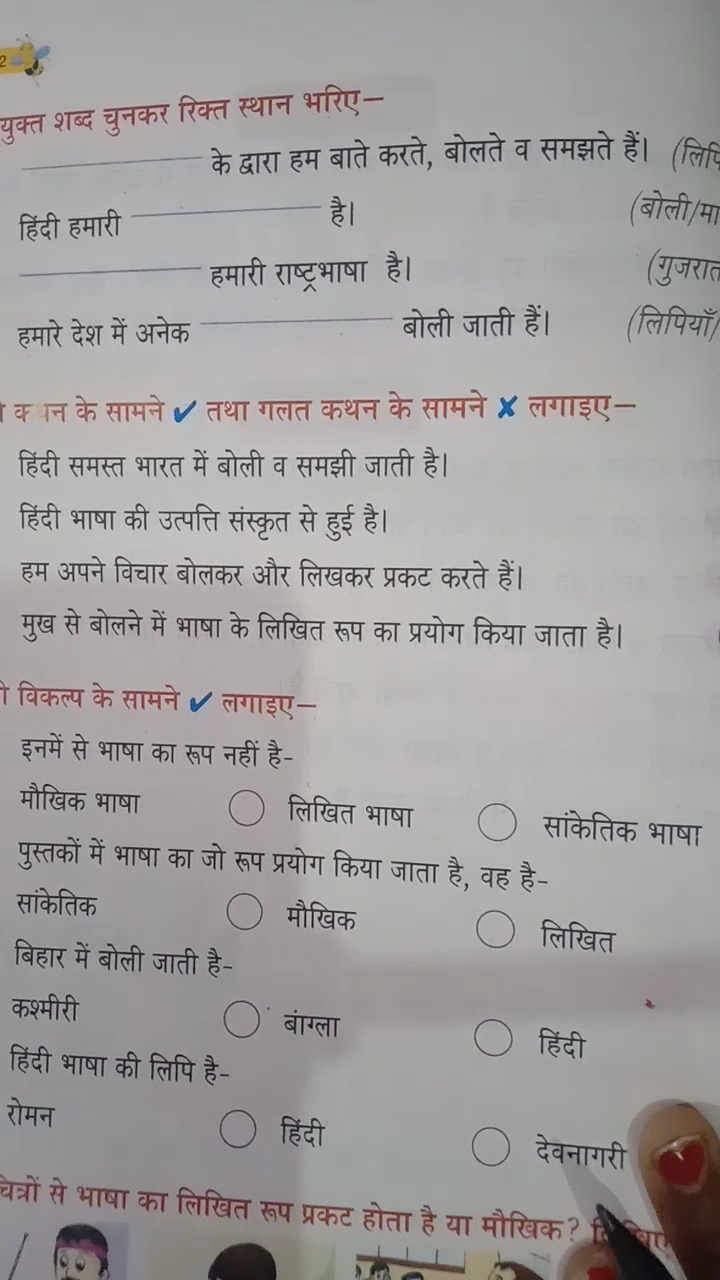 2
युक्त शब्द चुनकर रिक्त स्थान भरिए—
के द्वारा हम बाते करते, बोलते व समझते हैं। (लिपि
हिंदी हमारी है। (बोली/मा
हमारी राष्ट्रभाषा है। (गुजरात
हमारे देश में अनेक बोली जाती हैं। (लिपियाँ/
कथन के सामने ✓ तथा गलत कथन के सामने ✗ लगाइए—
हिंदी समस्त भारत में बोली व समझी जाती है।
हिंदी भाषा की उत्पत्ति संस्कृत से हुई है।
हम अपने विचार बोलकर और लिखकर प्रकट करते हैं।
मुख से बोलने में भाषा के लिखित रूप का प्रयोग किया जाता है।
विकल्प के सामने ✓ लगाइए—
इनमें से भाषा का रूप नहीं है-
मौखिक भाषा लिखित भाषा सांकेतिक भाषा
पुस्तकों में भाषा का जो रूप प्रयोग किया जाता है, वह है-
सांकेतिक मौखिक लिखित
बिहार में बोली जाती है-
कश्मीरी बांग्ला हिंदी
हिंदी भाषा की लिपि है-
रोमन हिंदी देवनागरी
चित्रों से भाषा का लिखित रूप प्रकट होता है या मौखिक?